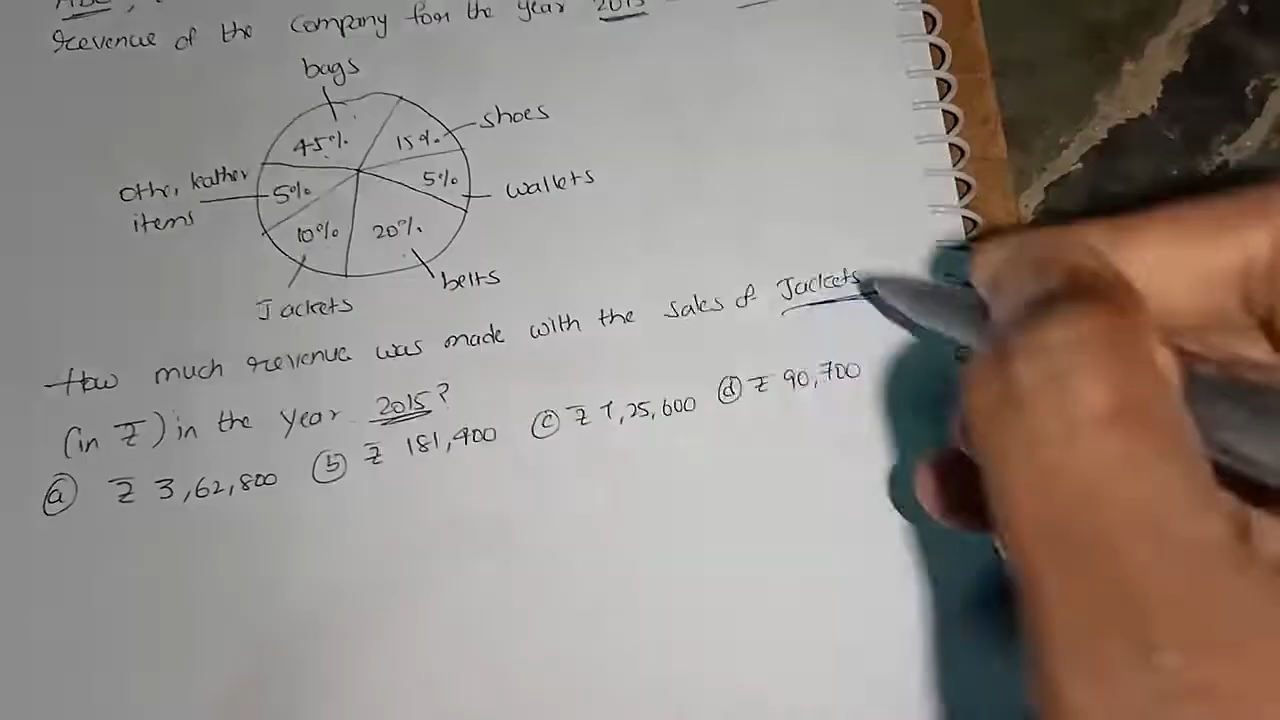 revenue of the company for the year 2015
bags
45%
15%
shoes
5%
wallets
Othr, leather
items
5%
10%
20%
belts
Jackets
How much revenue was made with the sales of Jackets
(in ₹) in the year 2015?
(a) ₹ 3,62,800 (b) ₹ 181,400 (c) ₹ 7,25,600 (d) ₹ 90,700